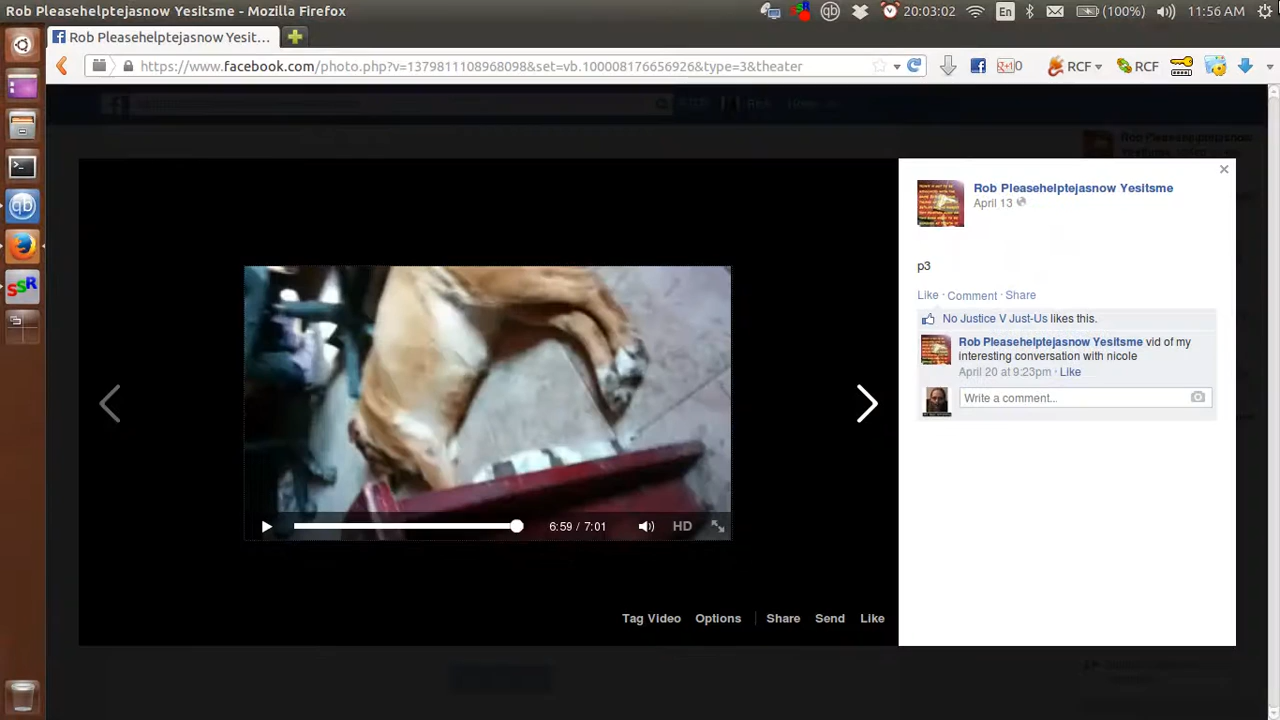 Rob Pleasehelptejasnow Yesitsme - Mozilla Firefox
20:03:02
En
(100%)
11:56 AM
Rob Pleasehelptejasnow Yesit...
https://www.facebook.com/photo.php?v=1379511108968098&set=vb.100008176656926&type=3&theater
0
RCF
RCF
Rob Pleasehelptejasnow Yesitsme
April 13
p3
Like · Comment · Share
No Justice V Just-Us likes this.
Rob Pleasehelptejasnow Yesitsme vid of my
interesting conversation with nicole
April 20 at 9:23pm · Like
Write a comment...
6:59 / 7:01
HD
Tag Video
Options
Share
Send
Like